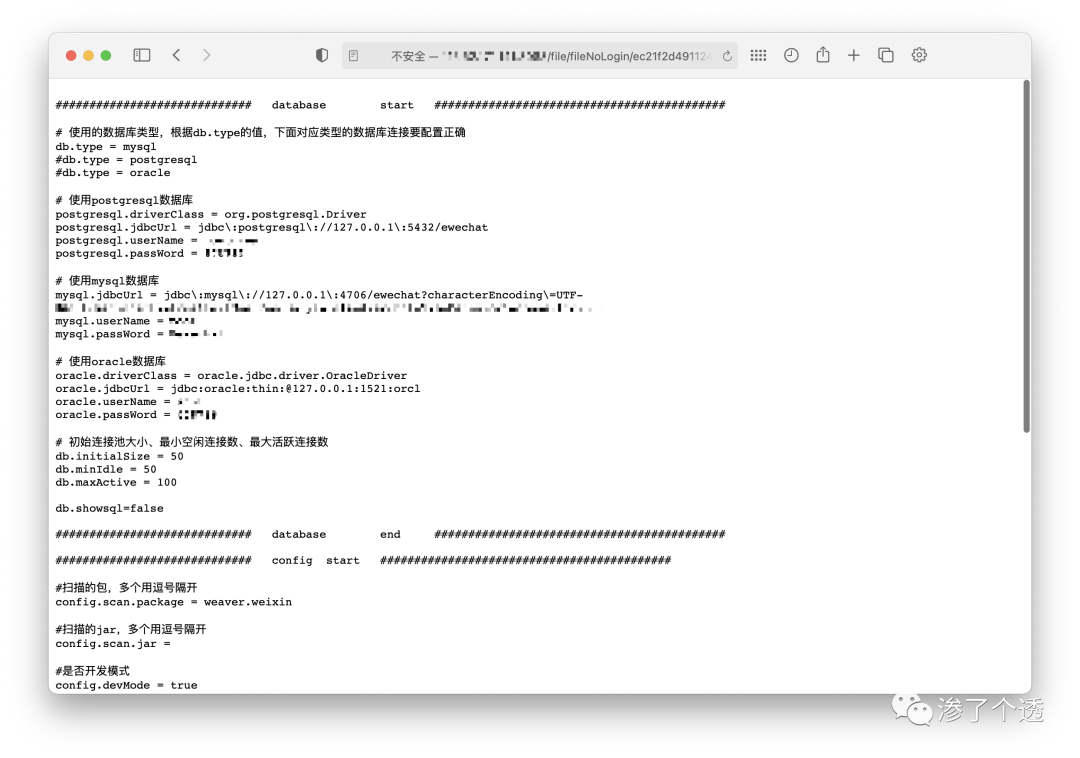 不安全 — /file/fileNoLogin/ec21f2d49112
############################# database start ###########################################
# 使用的数据库类型，根据db.type的值，下面对应类型的数据库连接要配置正确
db.type = mysql
#db.type = postgresql
#db.type = oracle
# 使用postgresql数据库
postgresql.driverClass = org.postgresql.Driver
postgresql.jdbcUrl = jdbc\:postgresql\://127.0.0.1\:5432/ewechat
postgresql.userName =
postgresql.passWord =
# 使用mysql数据库
mysql.jdbcUrl = jdbc\:mysql\://127.0.0.1\:4706/ewechat?characterEncoding\=UTF-
mysql.userName =
mysql.passWord =
# 使用oracle数据库
oracle.driverClass = oracle.jdbc.driver.OracleDriver
oracle.jdbcUrl = jdbc:oracle:thin:@127.0.0.1:1521:orcl
oracle.userName =
oracle.passWord =
# 初始连接池大小、最小空闲连接数、最大活跃连接数
db.initialSize = 50
db.minIdle = 50
db.maxActive = 100
db.showsql=false
############################# database end ###########################################
############################# config start ###########################################
#扫描的包，多个用逗号隔开
config.scan.package = weaver.weixin
#扫描的jar，多个用逗号隔开
config.scan.jar =
#是否开发模式
config.devMode = true
渗了个透